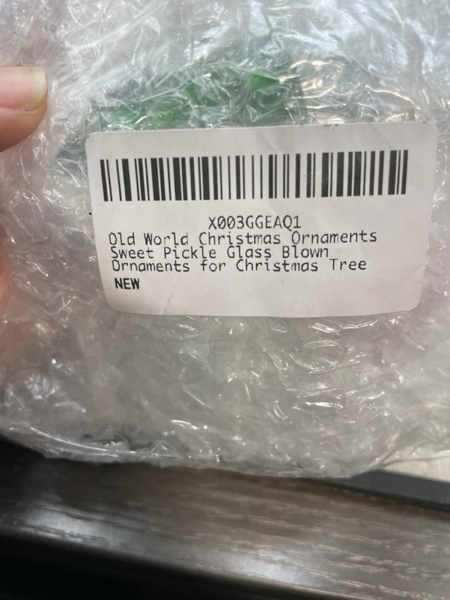 X003GGEAQ1
Old World Christmas Ornaments
Sweet Pickle Glass Blown
Ornaments for Christmas Tree
NEW